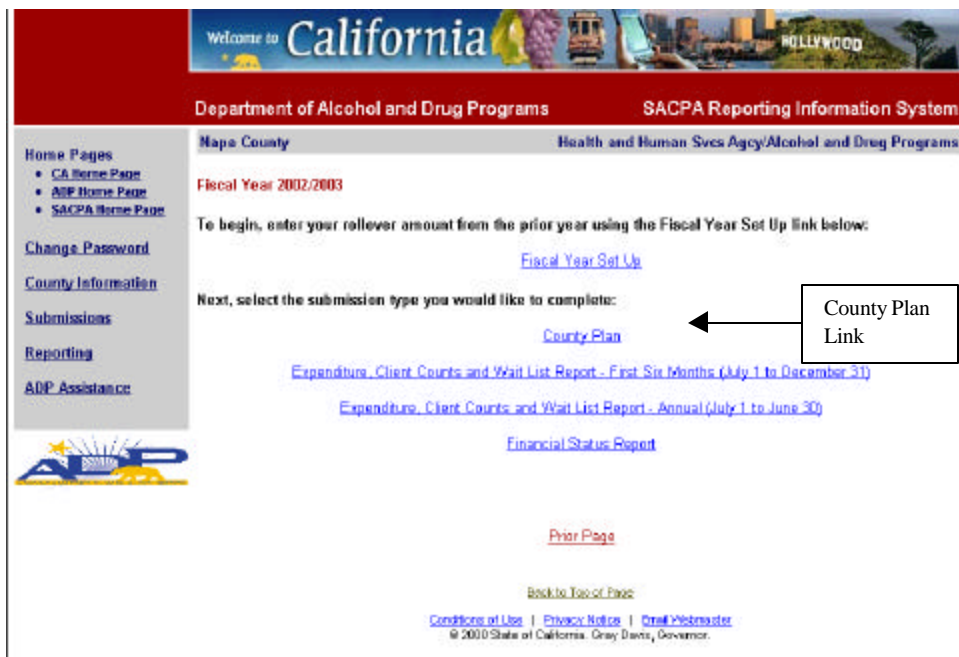 Welcome to California
HOLLYWOOD
Department of Alcohol and Drug Programs SACPA Reporting Information System
Napa County Health and Human Svcs Agcy/Alcohol and Drug Programs
Home Pages
• CA Home Page
• ADP Home Page
• SACPA Home Page
Change Password
County Information
Submissions
Reporting
ADP Assistance
ADP
Fiscal Year 2002/2003
To begin, enter your rollover amount from the prior year using the Fiscal Year Set Up link below:
Fiscal Year Set Up
Next, select the submission type you would like to complete:
County Plan
County Plan
Link
Expenditure, Client Counts and Wait List Report - First Six Months (July 1 to December 31)
Expenditure, Client Counts and Wait List Report - Annual (July 1 to June 30)
Financial Status Report
Prior Page
Back to Top of Page
Conditions of Use | Privacy Notice | Email Webmaster
© 2000 State of California. Gray Davis, Governor.